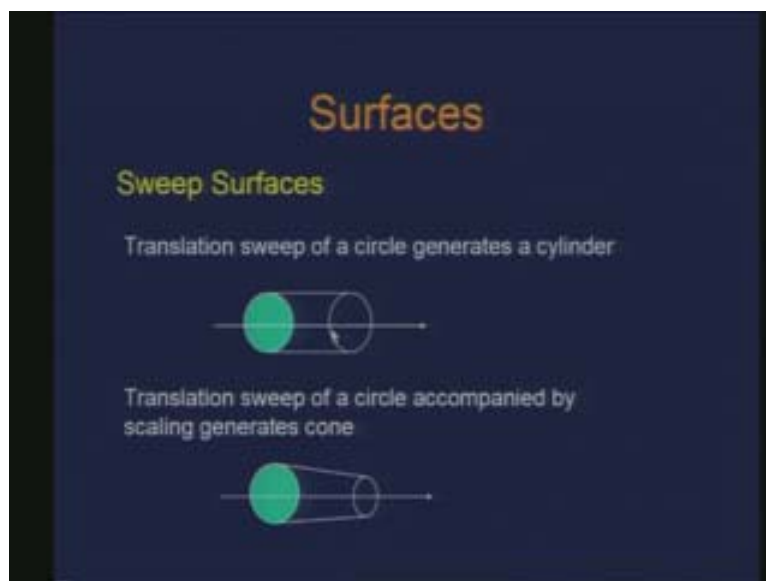 Surfaces
Sweep Surfaces
Translation sweep of a circle generates a cylinder
Translation sweep of a circle accompanied by
scaling generates cone